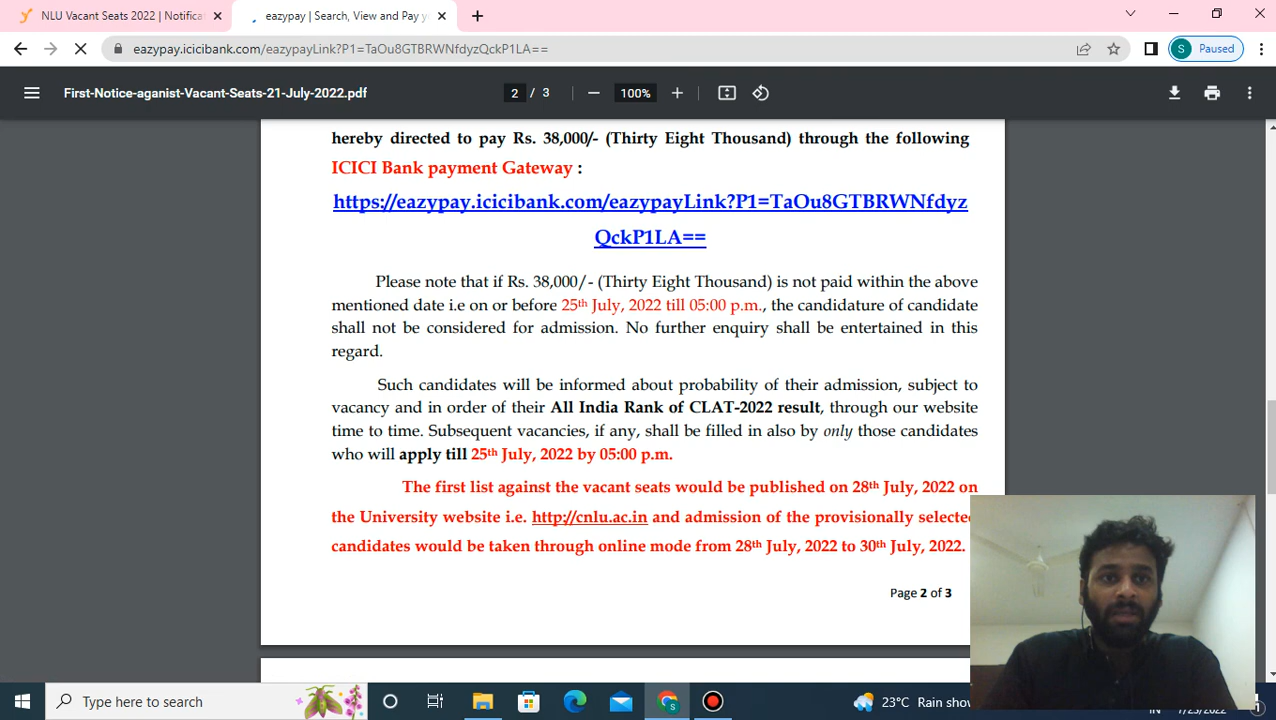 NLU Vacant Seats 2022 | Notifica
eazypay | Search, View and Pay y
eazypay.icicibank.com/eazypayLink?P1=TaOu8GTBRWNfdyzQckP1LA==
S Paused
First-Notice-aganist-Vacant-Seats-21-July-2022.pdf
2 / 3
100%
hereby directed to pay Rs. 38,000/- (Thirty Eight Thousand) through the following
ICICI Bank payment Gateway :
https://eazypay.icicibank.com/eazypayLink?P1=TaOu8GTBRWNfdyz
QckP1LA==
Please note that if Rs. 38,000/- (Thirty Eight Thousand) is not paid within the above
mentioned date i.e on or before 25th July, 2022 till 05:00 p.m., the candidature of candidate
shall not be considered for admission. No further enquiry shall be entertained in this
regard.
Such candidates will be informed about probability of their admission, subject to
vacancy and in order of their All India Rank of CLAT-2022 result, through our website
time to time. Subsequent vacancies, if any, shall be filled in also by only those candidates
who will apply till 25th July, 2022 by 05:00 p.m.
The first list against the vacant seats would be published on 28th July, 2022 on
the University website i.e. http://cnlu.ac.in and admission of the provisionally selected
candidates would be taken through online mode from 28th July, 2022 to 30th July, 2022.
Page 2 of 3
Type here to search
23°C Rain show
IN
7/23/2022